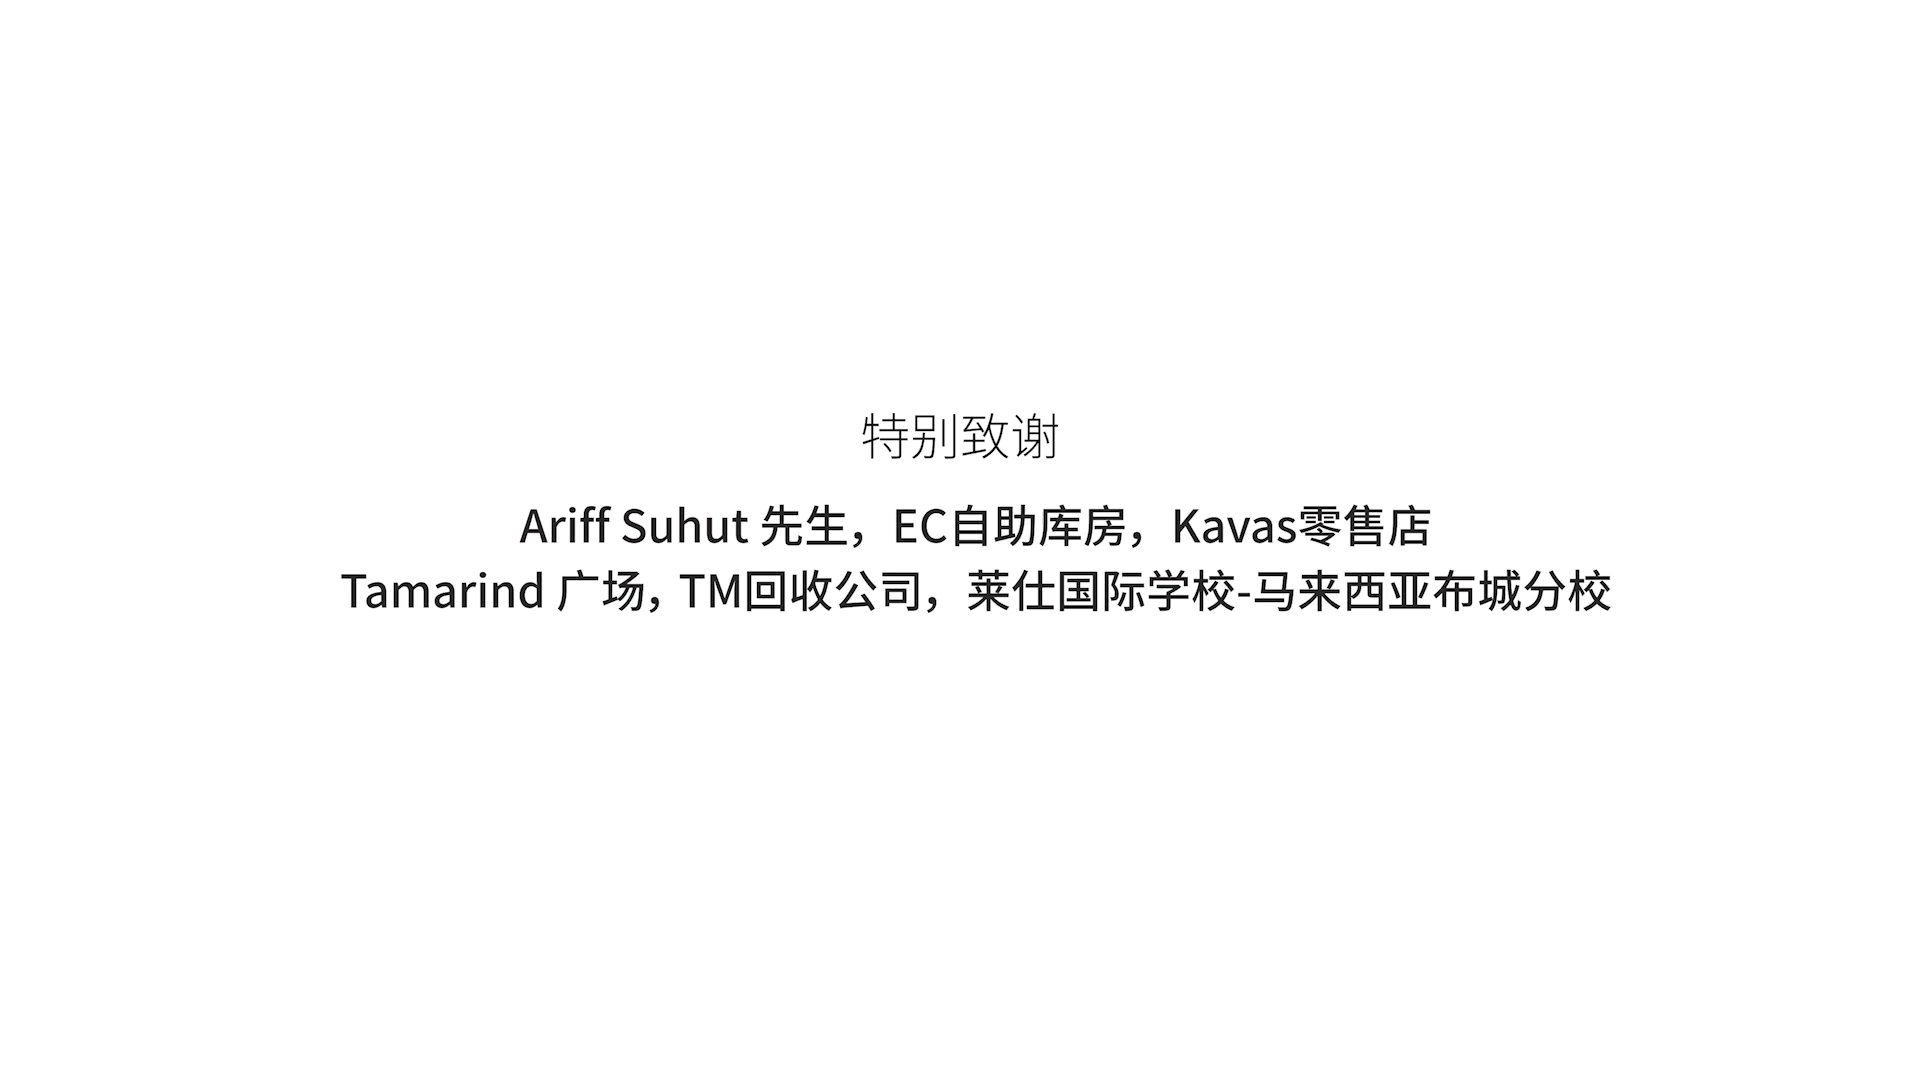 特别致谢
Ariff Suhut 先生，EC自助库房，Kavas零售店
Tamarind 广场, TM回收公司，莱仕国际学校-马来西亚布城分校